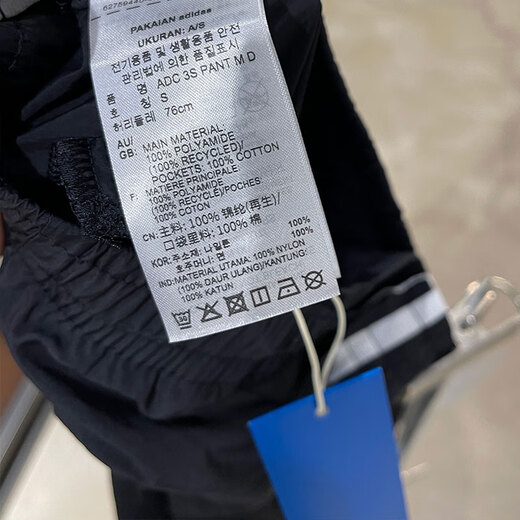 PAKAIAN adidas
UKURAN: A/S
전기용품 및 생활용품 안전
관리법에 의한 품질표시
품 명 ADC 3S PANT M D
호 칭 S
허리둘레 76cm
AU/
GB: MAIN MATERIAL
100% POLYAMIDE
(100% RECYCLED)/
POCKETS, 100% COTTON
F: MATIERE PRINCIPALE
100% POLYAMIDE
100% RECYCLE/POCHES
100% COTON
CN: 主料: 100% 锦纶(再生)/
口袋里料: 100% 棉
KOR: 주소재: 나일론 100%
호주머니: 면 100%
IND: MATERIAL UTAMA, 100% NYLON
(100% DAUR ULANG)/KANTUNG,
100% KATUN
30